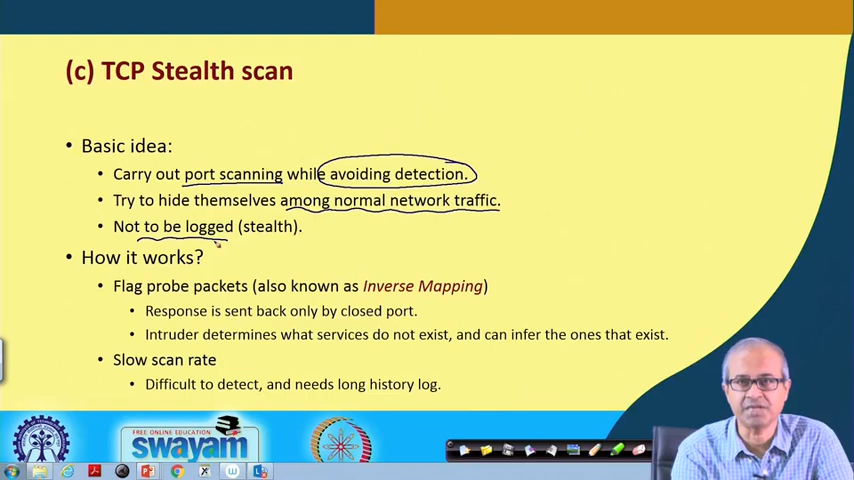 (c) TCP Stealth scan
• Basic idea:
• Carry out port scanning while avoiding detection.
• Try to hide themselves among normal network traffic.
• Not to be logged (stealth).
• How it works?
• Flag probe packets (also known as Inverse Mapping)
• Response is sent back only by closed port.
• Intruder determines what services do not exist, and can infer the ones that exist.
• Slow scan rate
• Difficult to detect, and needs long history log.
FREE ONLINE EDUCATION
swayam